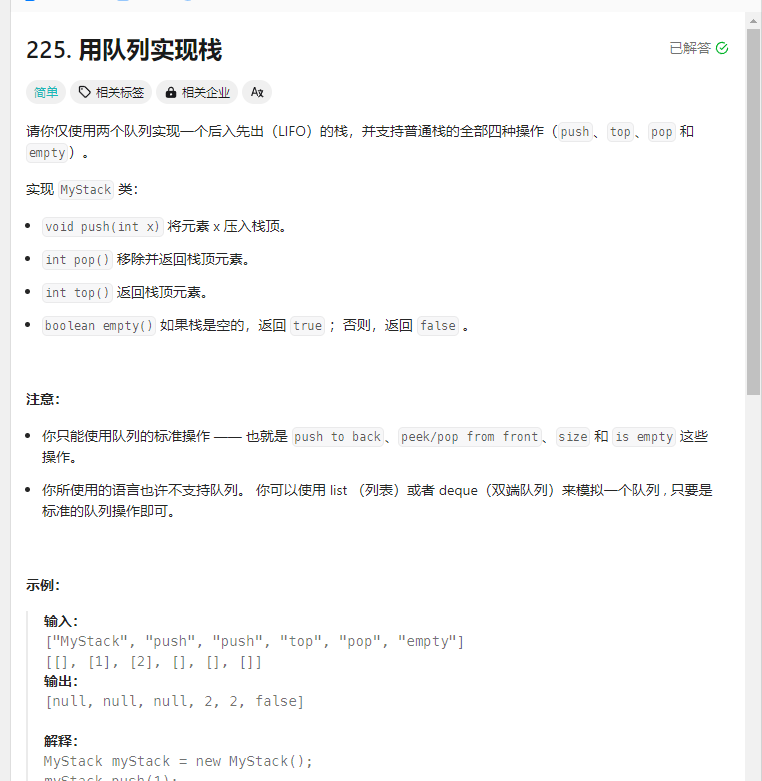 225. 用队列实现栈
已解答
简单 相关标签 相关企业 Ax
请你仅使用两个队列实现一个后入先出（LIFO）的栈，并支持普通栈的全部四种操作（push、top、pop 和
empty）。
实现 MyStack 类：
void push(int x) 将元素 x 压入栈顶。
int pop() 移除并返回栈顶元素。
int top() 返回栈顶元素。
boolean empty() 如果栈是空的，返回 true ；否则，返回 false 。
注意：
你只能使用队列的标准操作 —— 也就是 push to back、peek/pop from front、size 和 is empty 这些
操作。
你所使用的语言也许不支持队列。 你可以使用 list （列表）或者 deque（双端队列）来模拟一个队列 , 只要是
标准的队列操作即可。
示例：
输入：
["MyStack", "push", "push", "top", "pop", "empty"]
[[], [1], [2], [], [], []]
输出：
[null, null, null, 2, 2, false]
解释：
MyStack myStack = new MyStack();
myStack.push(1);